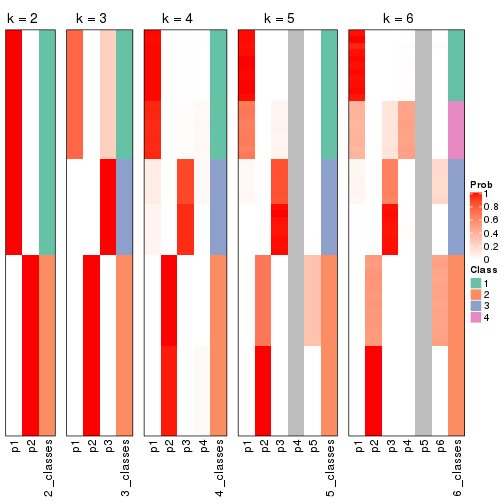 k = 2
k = 3
k = 4
k = 5
k = 6
p1
p2
2_classes
p1
p2
p3
3_classes
p1
p2
p3
p4
4_classes
p1
p2
p3
p4
p5
5_classes
p1
p2
p3
p4
p5
p6
6_classes
Prob
1
0.8
0.6
0.4
0.2
0
Class
1
2
3
4